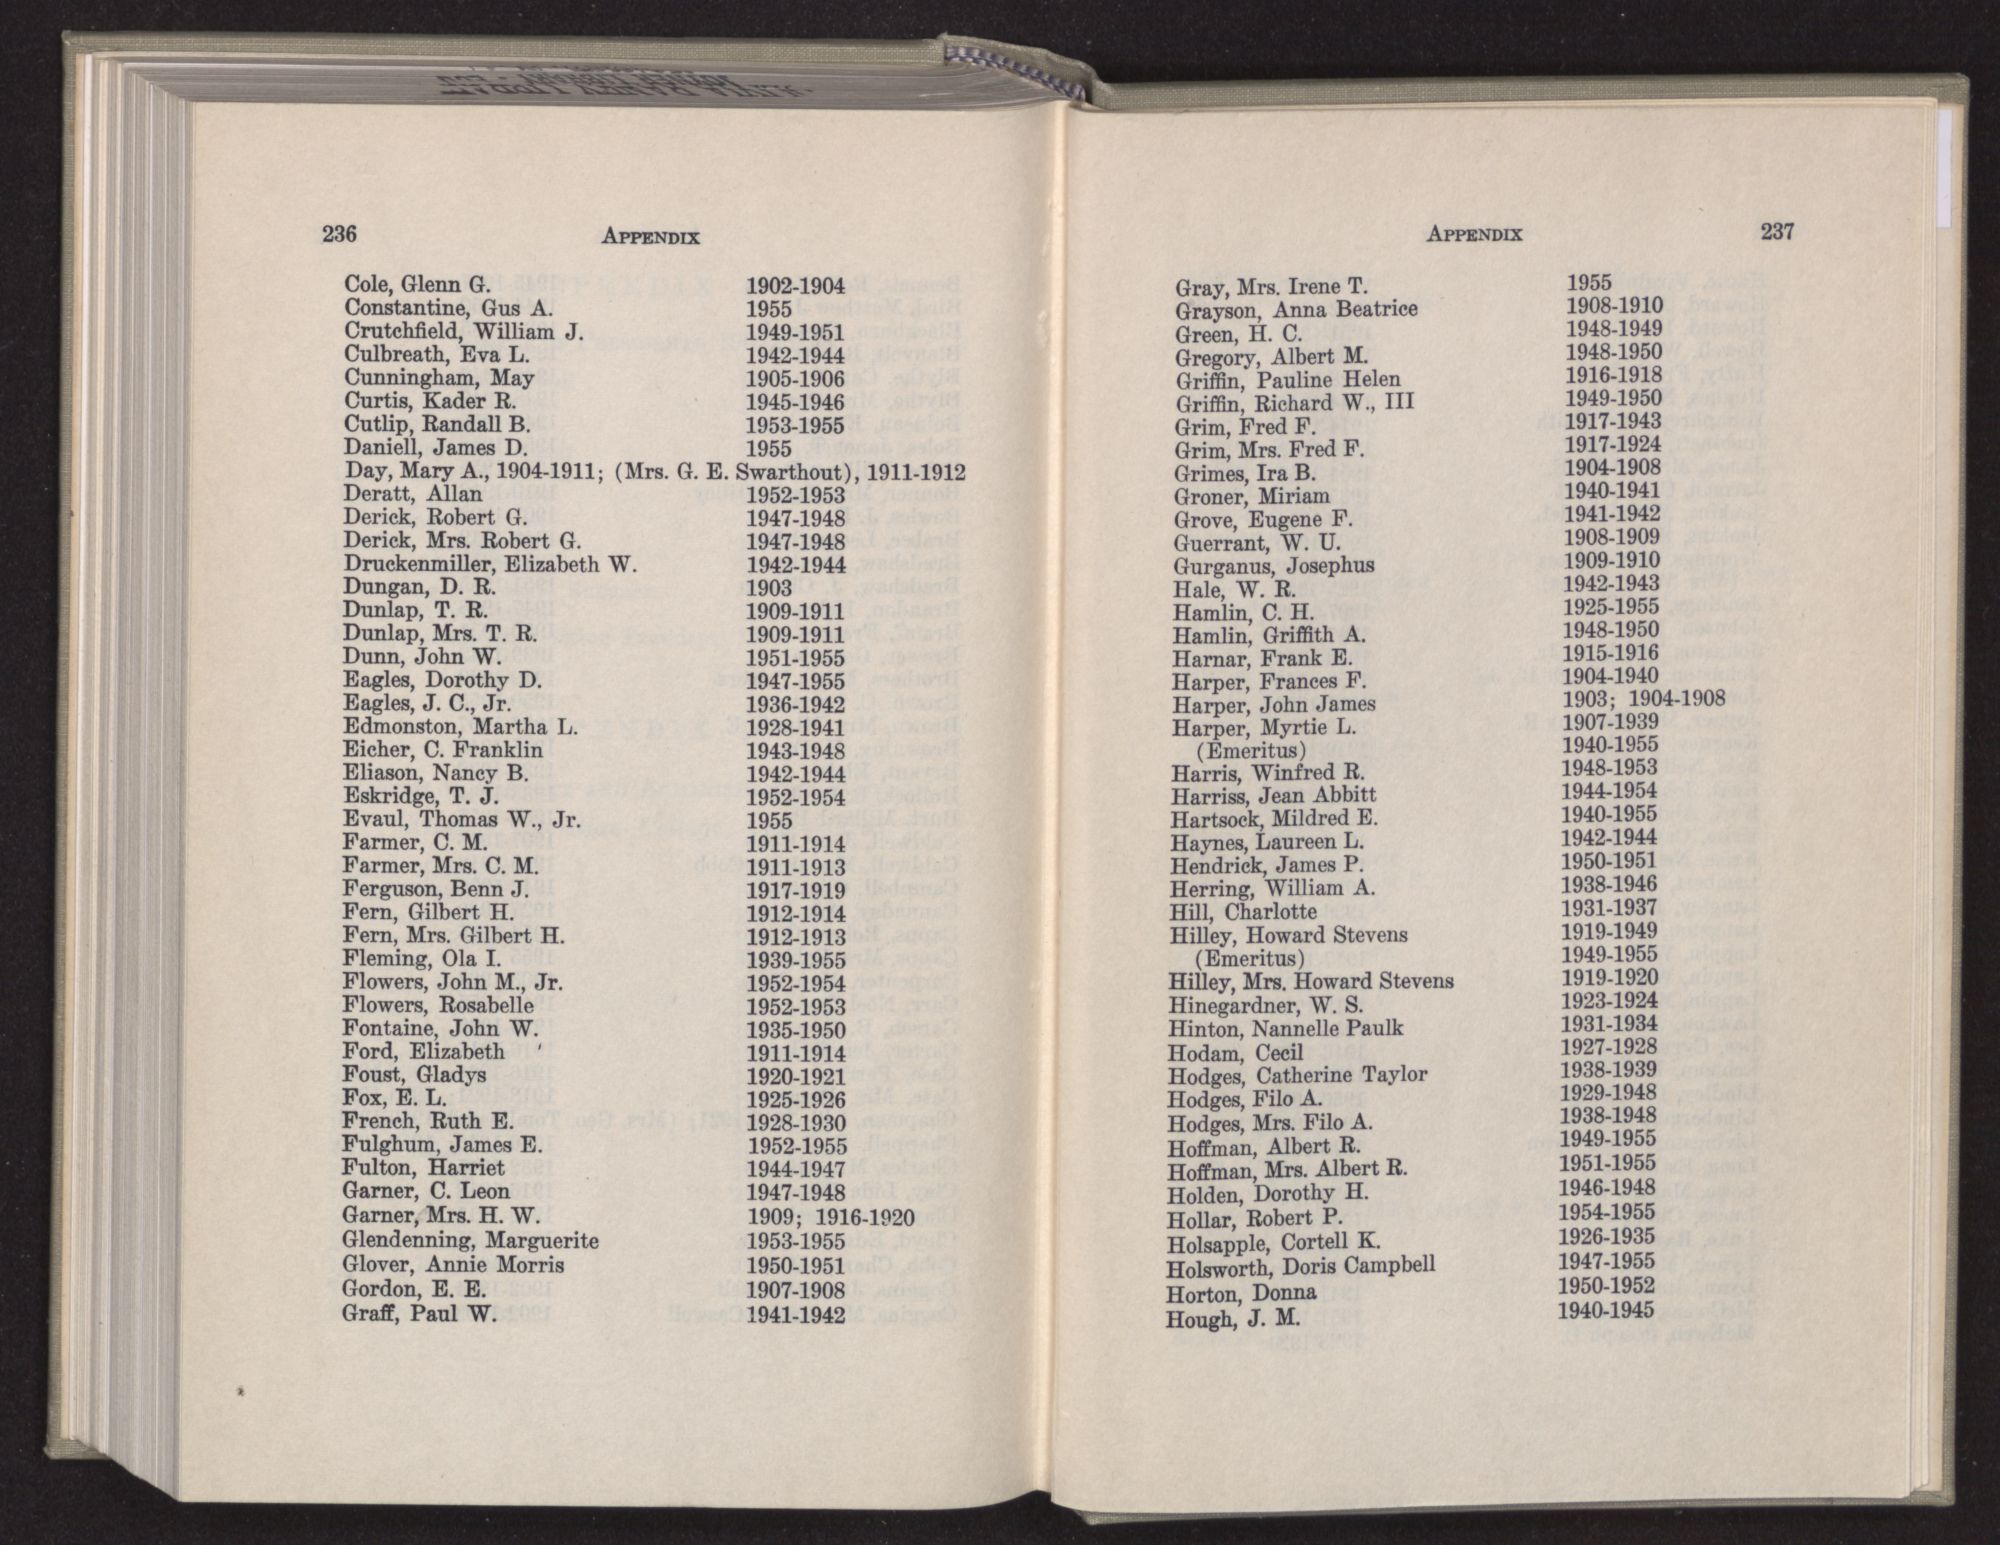 236 APPENDIX
Cole, Glenn G. 1902-1904
Constantine, Gus A. 1955
Crutchfield, William J. 1949-1951
Culbreath, Eva L. 1942-1944
Cunningham, May 1905-1906
Curtis, Kader R. 1945-1946
Cutlip, Randall B. 1953-1955
Daniell, James D. 1955
Day, Mary A., 1904-1911; (Mrs. G. E. Swarthout), 1911-1912
Deratt, Allan 1952-1953
Derick, Robert G. 1947-1948
Derick, Mrs. Robert G. 1947-1948
Druckenmiller, Elizabeth W. 1942-1944
Dungan, D. R. 1903
Dunlap, T. R. 1909-1911
Dunlap, Mrs. T. R. 1909-1911
Dunn, John W. 1951-1955
Eagles, Dorothy D. 1947-1955
Eagles, J. C., Jr. 1936-1942
Edmonston, Martha L. 1928-1941
Eicher, C. Franklin 1943-1948
Eliason, Nancy B. 1942-1944
Eskridge, T. J. 1952-1954
Evaul, Thomas W., Jr. 1955
Farmer, C. M. 1911-1914
Farmer, Mrs. C. M. 1911-1913
Ferguson, Benn J. 1917-1919
Fern, Gilbert H. 1912-1914
Fern, Mrs. Gilbert H. 1912-1913
Fleming, Ola I. 1939-1955
Flowers, John M., Jr. 1952-1954
Flowers, Rosabelle 1952-1953
Fontaine, John W. 1935-1950
Ford, Elizabeth 1911-1914
Foust, Gladys 1920-1921
Fox, E. L. 1925-1926
French, Ruth E. 1928-1930
Fulghum, James E. 1952-1955
Fulton, Harriet 1944-1947
Garner, C. Leon 1947-1948
Garner, Mrs. H. W. 1909; 1916-1920
Glendenning, Marguerite 1953-1955
Glover, Annie Morris 1950-1951
Gordon, E. E. 1907-1908
Graff, Paul W. 1941-1942
APPENDIX 237
Gray, Mrs. Irene T. 1955
Grayson, Anna Beatrice 1908-1910
Green, H. C. 1948-1949
Gregory, Albert M. 1948-1950
Griffin, Pauline Helen 1916-1918
Griffin, Richard W., III 1949-1950
Grim, Fred F. 1917-1943
Grim, Mrs. Fred F. 1917-1924
Grimes, Ira B. 1904-1908
Groner, Miriam 1940-1941
Grove, Eugene F. 1941-1942
Guerrant, W. U. 1908-1909
Gurganus, Josephus 1909-1910
Hale, W. R. 1942-1943
Hamlin, C. H. 1925-1955
Hamlin, Griffith A. 1948-1950
Harnar, Frank E. 1915-1916
Harper, Frances F. 1904-1940
Harper, John James 1903; 1904-1908
Harper, Myrtie L. 1907-1939
(Emeritus) 1940-1955
Harris, Winfred R. 1948-1953
Harriss, Jean Abbitt 1944-1954
Hartsock, Mildred E. 1940-1955
Haynes, Laureen L. 1942-1944
Hendrick, James P. 1950-1951
Herring, William A. 1938-1946
Hill, Charlotte 1931-1937
Hilley, Howard Stevens 1919-1949
(Emeritus) 1949-1955
Hilley, Mrs. Howard Stevens 1919-1920
Hinegardner, W. S. 1923-1924
Hinton, Nannelle Paulk 1931-1934
Hodam, Cecil 1927-1928
Hodges, Catherine Taylor 1938-1939
Hodges, Filo A. 1929-1948
Hodges, Mrs. Filo A. 1938-1948
Hoffman, Albert R. 1949-1955
Hoffman, Mrs. Albert R. 1951-1955
Holden, Dorothy H. 1946-1948
Hollar, Robert P. 1954-1955
Holsapple, Cortell K. 1926-1935
Holsworth, Doris Campbell 1947-1955
Horton, Donna 1950-1952
Hough, J. M. 1940-1945